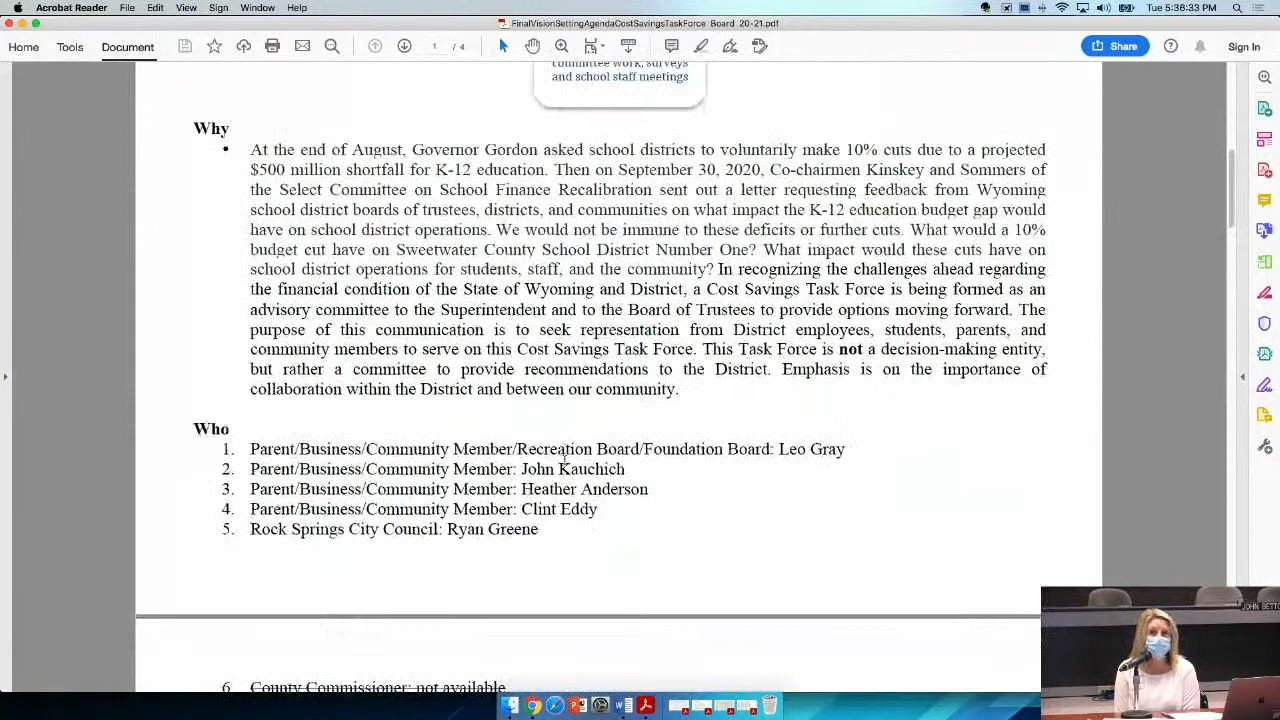 Acrobat Reader File Edit View Sign Window Help
Tue 5:36:33 PM
FinalVisionSettingAgendaCostSavingsTaskForce Board 20-21.pdf
Home Tools Document
1 / 4
Share
Sign In
committee work, surveys
and school staff meetings
Why
• At the end of August, Governor Gordon asked school districts to voluntarily make 10% cuts due to a projected
$500 million shortfall for K-12 education. Then on September 30, 2020, Co-chairmen Kinskey and Sommers of
the Select Committee on School Finance Recalibration sent out a letter requesting feedback from Wyoming
school district boards of trustees, districts, and communities on what impact the K-12 education budget gap would
have on school district operations. We would not be immune to these deficits or further cuts. What would a 10%
budget cut have on Sweetwater County School District Number One? What impact would these cuts have on
school district operations for students, staff, and the community? In recognizing the challenges ahead regarding
the financial condition of the State of Wyoming and District, a Cost Savings Task Force is being formed as an
advisory committee to the Superintendent and to the Board of Trustees to provide options moving forward. The
purpose of this communication is to seek representation from District employees, students, parents, and
community members to serve on this Cost Savings Task Force. This Task Force is not a decision-making entity,
but rather a committee to provide recommendations to the District. Emphasis is on the importance of
collaboration within the District and between our community.
Who
1. Parent/Business/Community Member/Recreation Board/Foundation Board: Leo Gray
2. Parent/Business/Community Member: John Kauchich
3. Parent/Business/Community Member: Heather Anderson
4. Parent/Business/Community Member: Clint Eddy
5. Rock Springs City Council: Ryan Greene
6. County Commissioner: not available
JOHN BETTO